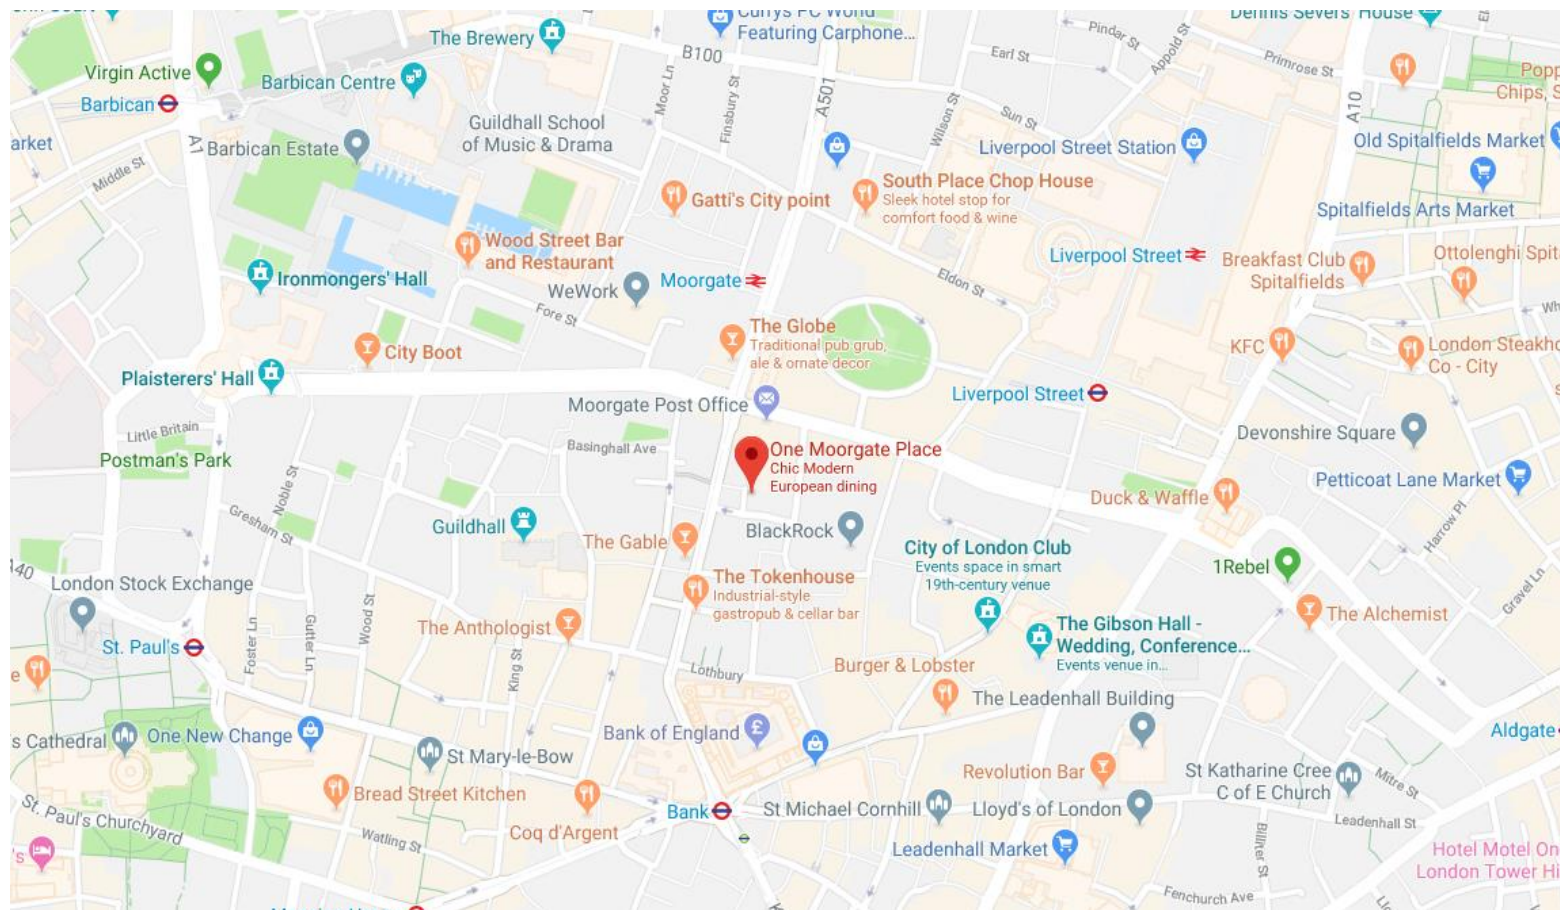 The Brewery
Currys PC World
Featuring Carphone...
Dennis Severs' House
B100
Pindar St
Appold St
Earl St
Primrose St
Virgin Active
Barbican Centre
Barbican
Moor Ln
Finsbury St
A501
Wilson St
Sun St
A10
Chips, S
A1
arket
Middle St
Barbican Estate
Guildhall School
of Music & Drama
Liverpool Street Station
Old Spitalfields Market
Gatti's City point
South Place Chop House
Sleek hotel stop for
comfort food & wine
Spitalfields Arts Market
Wood Street Bar
and Restaurant
Ironmongers' Hall
WeWork
Moorgate
Eldon St
Liverpool Street
Breakfast Club
Spitalfields
Ottolenghi Spit
Fore St
The Globe
Traditional pub grub,
ale & ornate decor
City Boot
KFC
London Steakho
Co - City
Plaisterers' Hall
Moorgate Post Office
Liverpool Street
Little Britain
Postman's Park
Basinghall Ave
One Moorgate Place
Chic Modern
European dining
Devonshire Square
Petticoat Lane Market
Noble St
Gresham St
Guildhall
The Gable
BlackRock
Duck & Waffle
Harrow Pl
City of London Club
Events space in smart
19th-century venue
1Rebel
A40
London Stock Exchange
The Tokenhouse
Industrial-style
gastropub & cellar bar
Gravel Ln
The Alchemist
St. Paul's
Foster Ln
Gutter Ln
Wood St
The Anthologist
King St
Lothbury
The Gibson Hall -
Wedding, Conference...
Events venue in...
Burger & Lobster
The Leadenhall Building
s Cathedral
One New Change
St Mary-le-Bow
Bank of England
Aldgate
Revolution Bar
St Katharine Cree
C of E Church
Mitre St
Bread Street Kitchen
Coq d'Argent
Bank
St Michael Cornhill
Lloyd's of London
St. Paul's Churchyard
Watling St
Leadenhall St
Leadenhall Market
Billiter St
Hotel Motel On
London Tower Hi
Fenchurch Ave